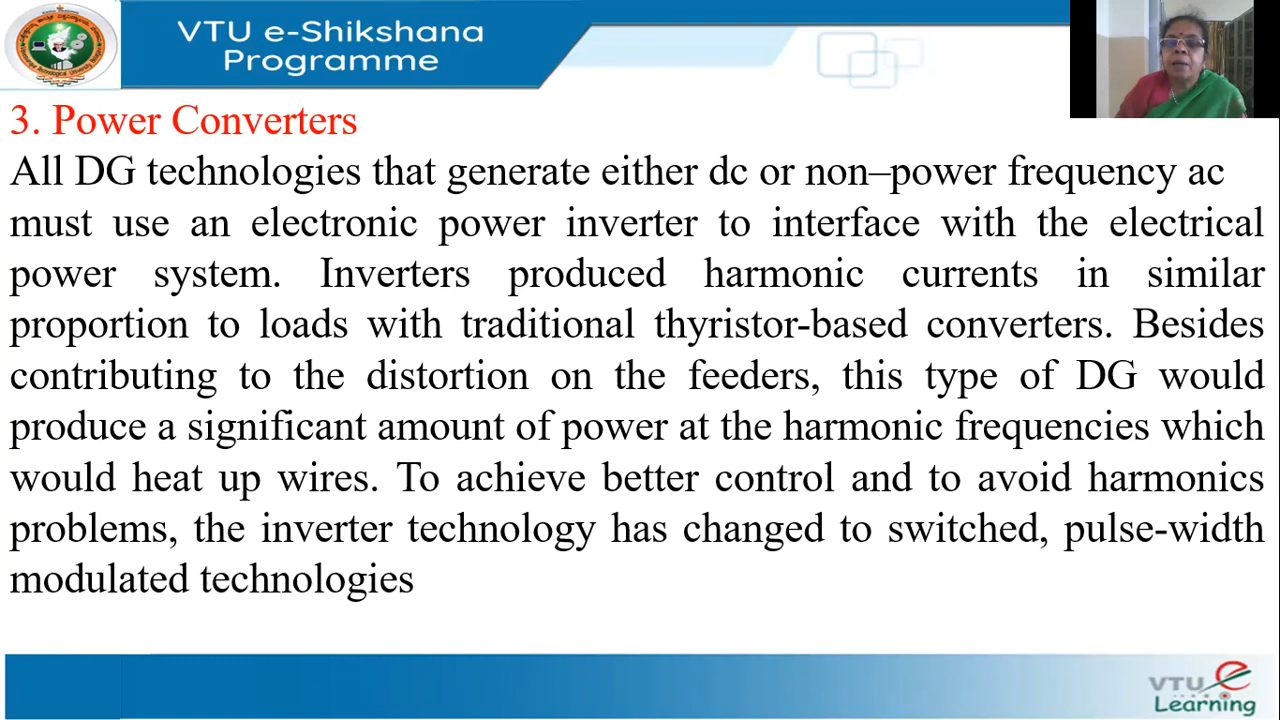 VTU e-Shikshana
Programme
3. Power Converters
All DG technologies that generate either dc or non–power frequency ac
must use an electronic power inverter to interface with the electrical
power system. Inverters produced harmonic currents in similar
proportion to loads with traditional thyristor-based converters. Besides
contributing to the distortion on the feeders, this type of DG would
produce a significant amount of power at the harmonic frequencies which
would heat up wires. To achieve better control and to avoid harmonics
problems, the inverter technology has changed to switched, pulse-width
modulated technologies
VTU e
Learning